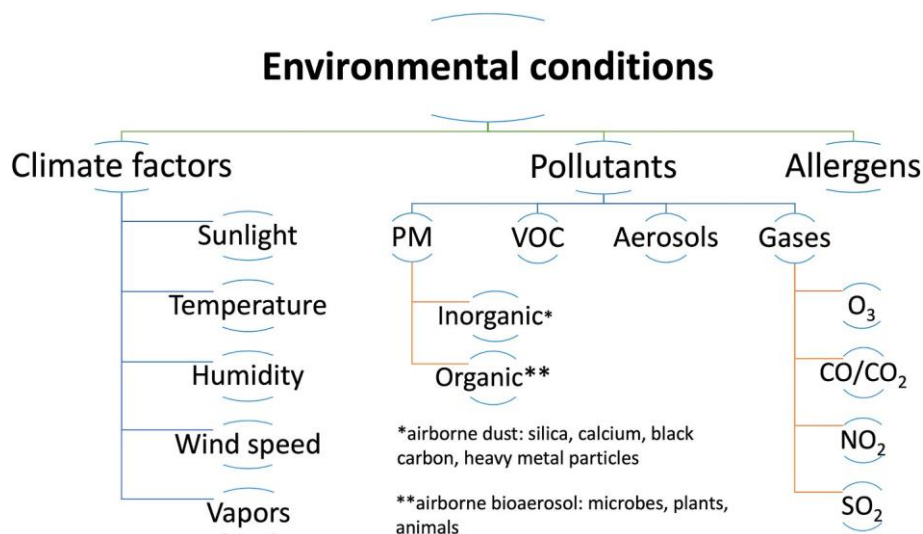 Environmental conditions
Climate factors
Pollutants
Allergens
Sunlight
Temperature
Humidity
Wind speed
Vapors
PM
VOC
Aerosols
Gases
Inorganic*
Organic**
O₃
CO/CO₂
NO₂
SO₂
*airborne dust: silica, calcium, black
carbon, heavy metal particles
**airborne bioaerosol: microbes, plants,
animals